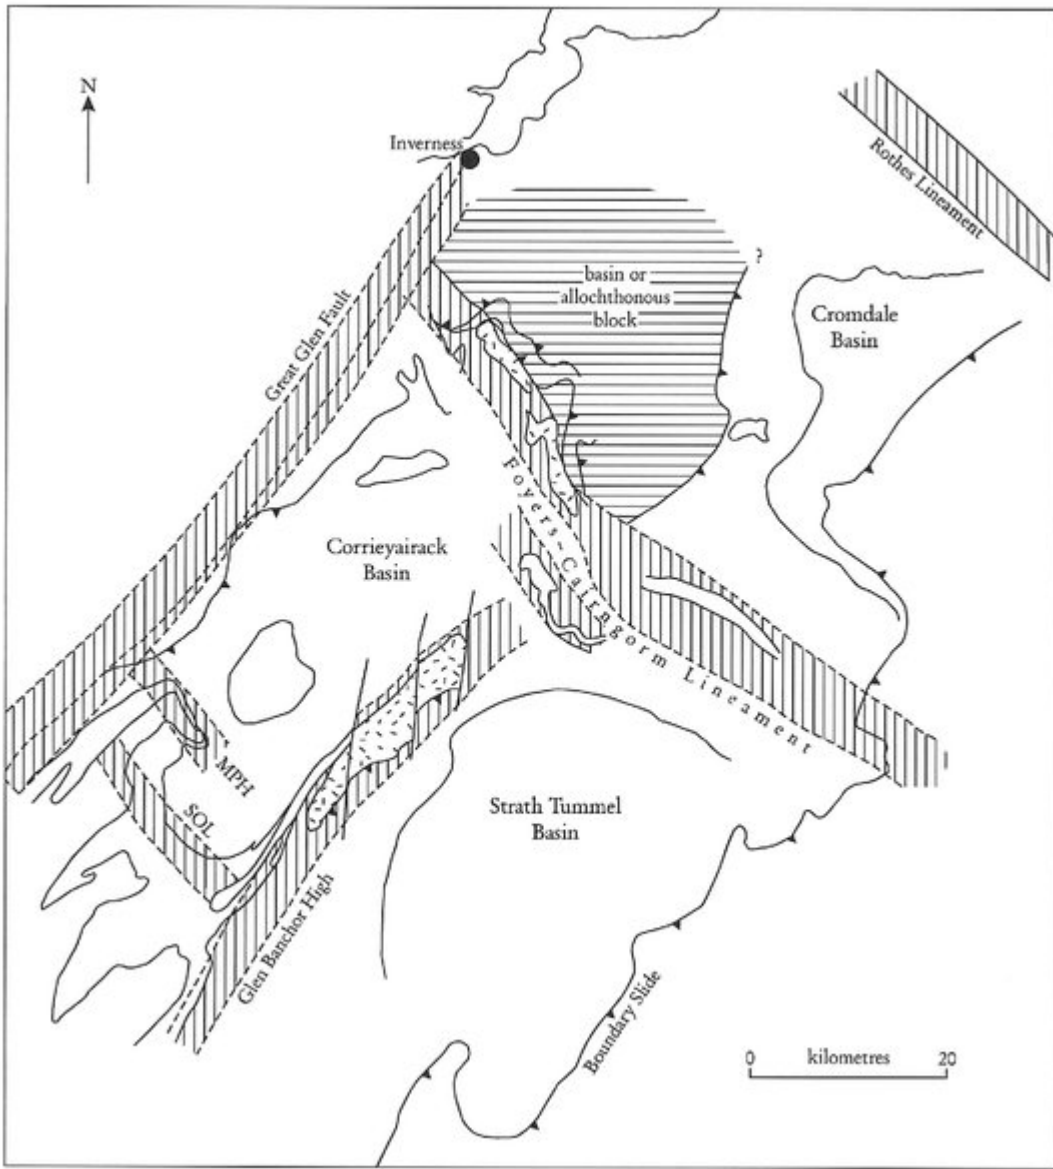 N
Inverness
Rothes Lineament
basin or
allochthonous
block
?
Cromdale
Basin
Great Glen Fault
Foyers~Cairngorm Lineament
Corrieyairack
Basin
MPH
SOL
Strath Tummel
Basin
Glen Banchor High
Boundary Slide
0 kilometres 20